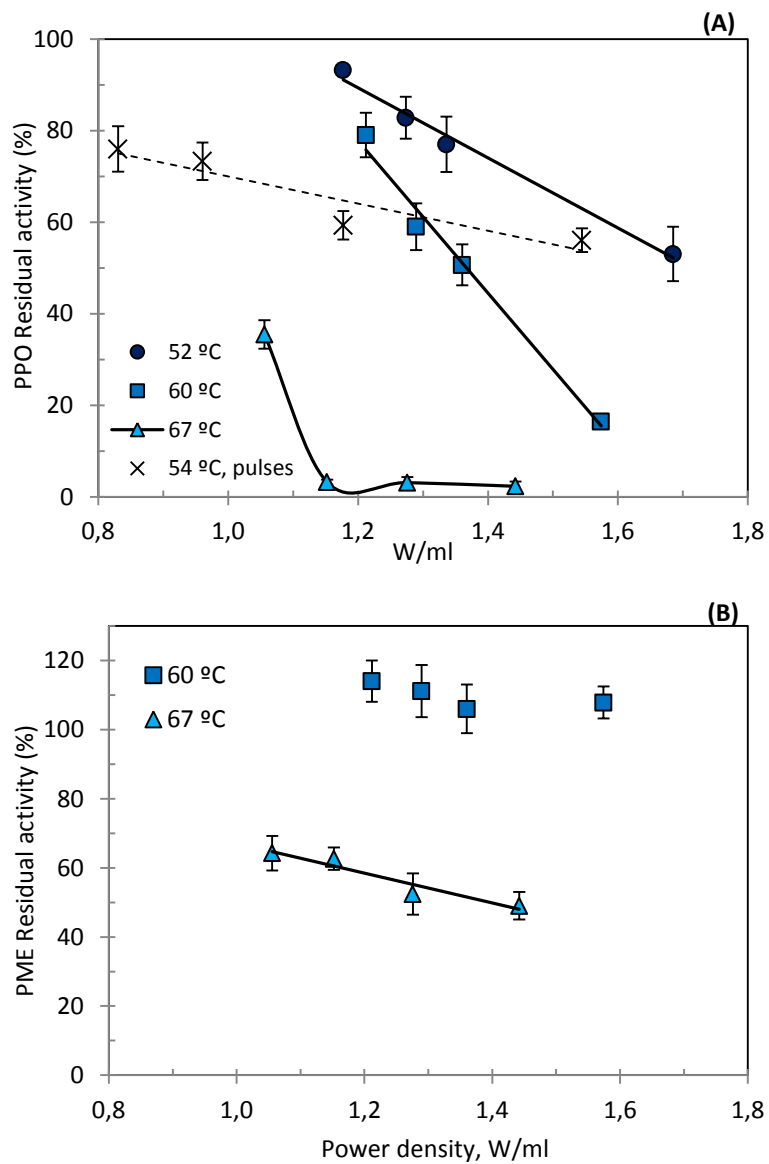 (A)
PPO Residual activity (%)
100
80
60
40
20
0
52 ºC
60 ºC
67 ºC
54 ºC, pulses
0,8 1,0 1,2 1,4 1,6 1,8
W/ml
(B)
PME Residual activity (%)
120
100
80
60
40
20
0
60 ºC
67 ºC
0,8 1,0 1,2 1,4 1,6 1,8
Power density, W/ml